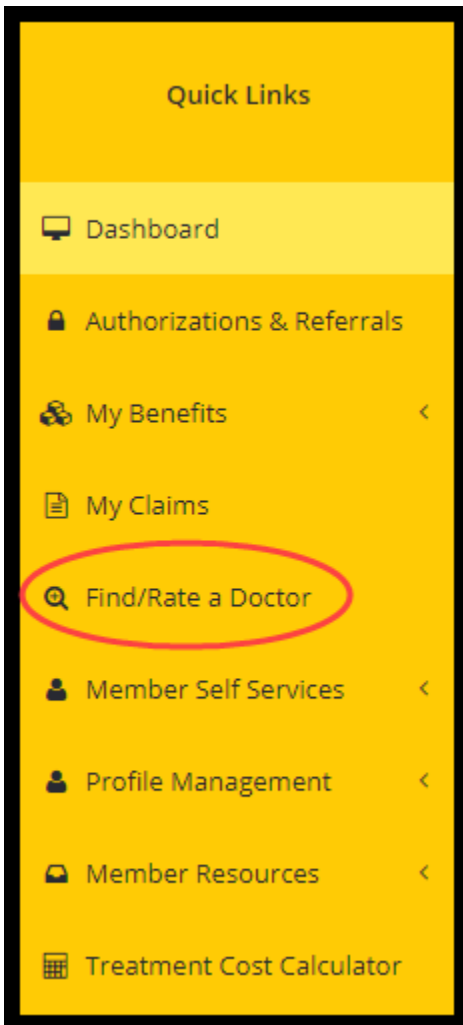 Quick Links
Dashboard
Authorizations & Referrals
My Benefits
My Claims
Find/Rate a Doctor
Member Self Services
Profile Management
Member Resources
Treatment Cost Calculator